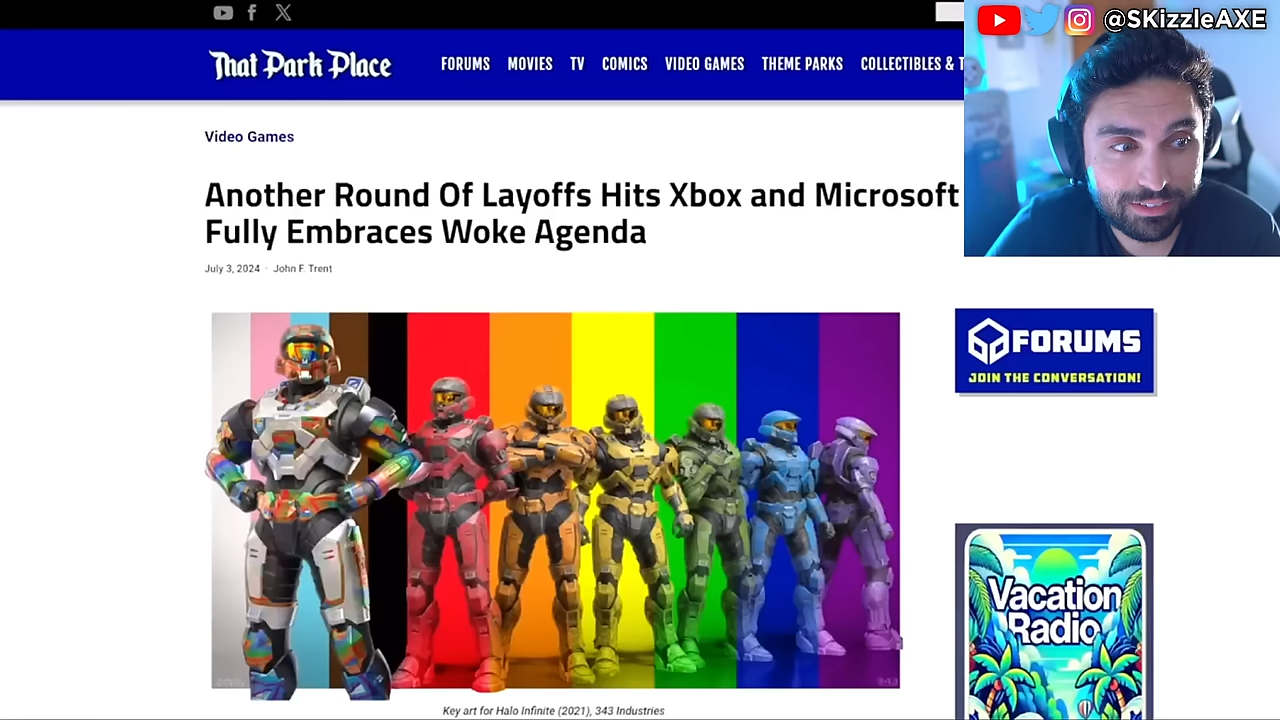 @SKizzleAXE
That Park Place
FORUMS MOVIES TV COMICS VIDEO GAMES THEME PARKS COLLECTIBLES &
Video Games
Another Round Of Layoffs Hits Xbox and Microsoft
Fully Embraces Woke Agenda
July 3, 2024 · John F. Trent
FORUMS
JOIN THE CONVERSATION!
Vacation
Radio
343
Key art for Halo Infinite (2021), 343 Industries